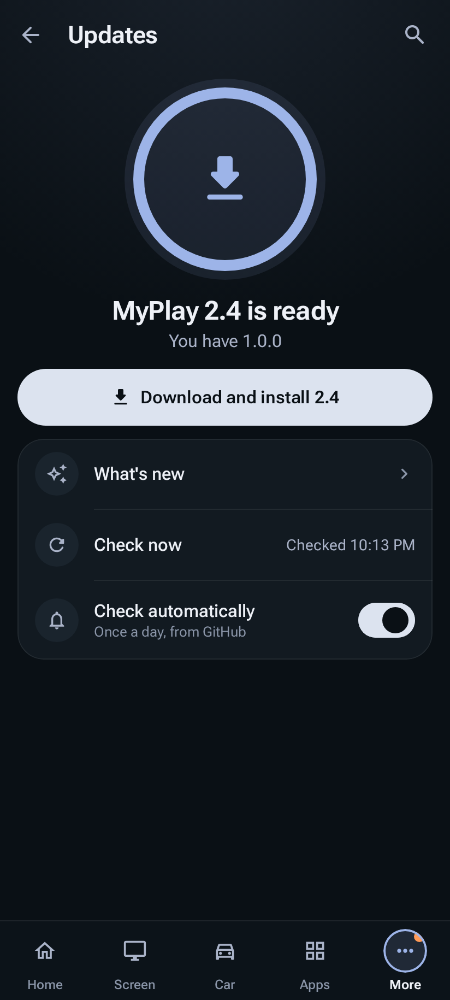 Updates
MyPlay 2.4 is ready
You have 1.0.0
Download and install 2.4
What's new
Check now
Checked 10:13 PM
Check automatically
Once a day, from GitHub
Home
Screen
Car
Apps
More